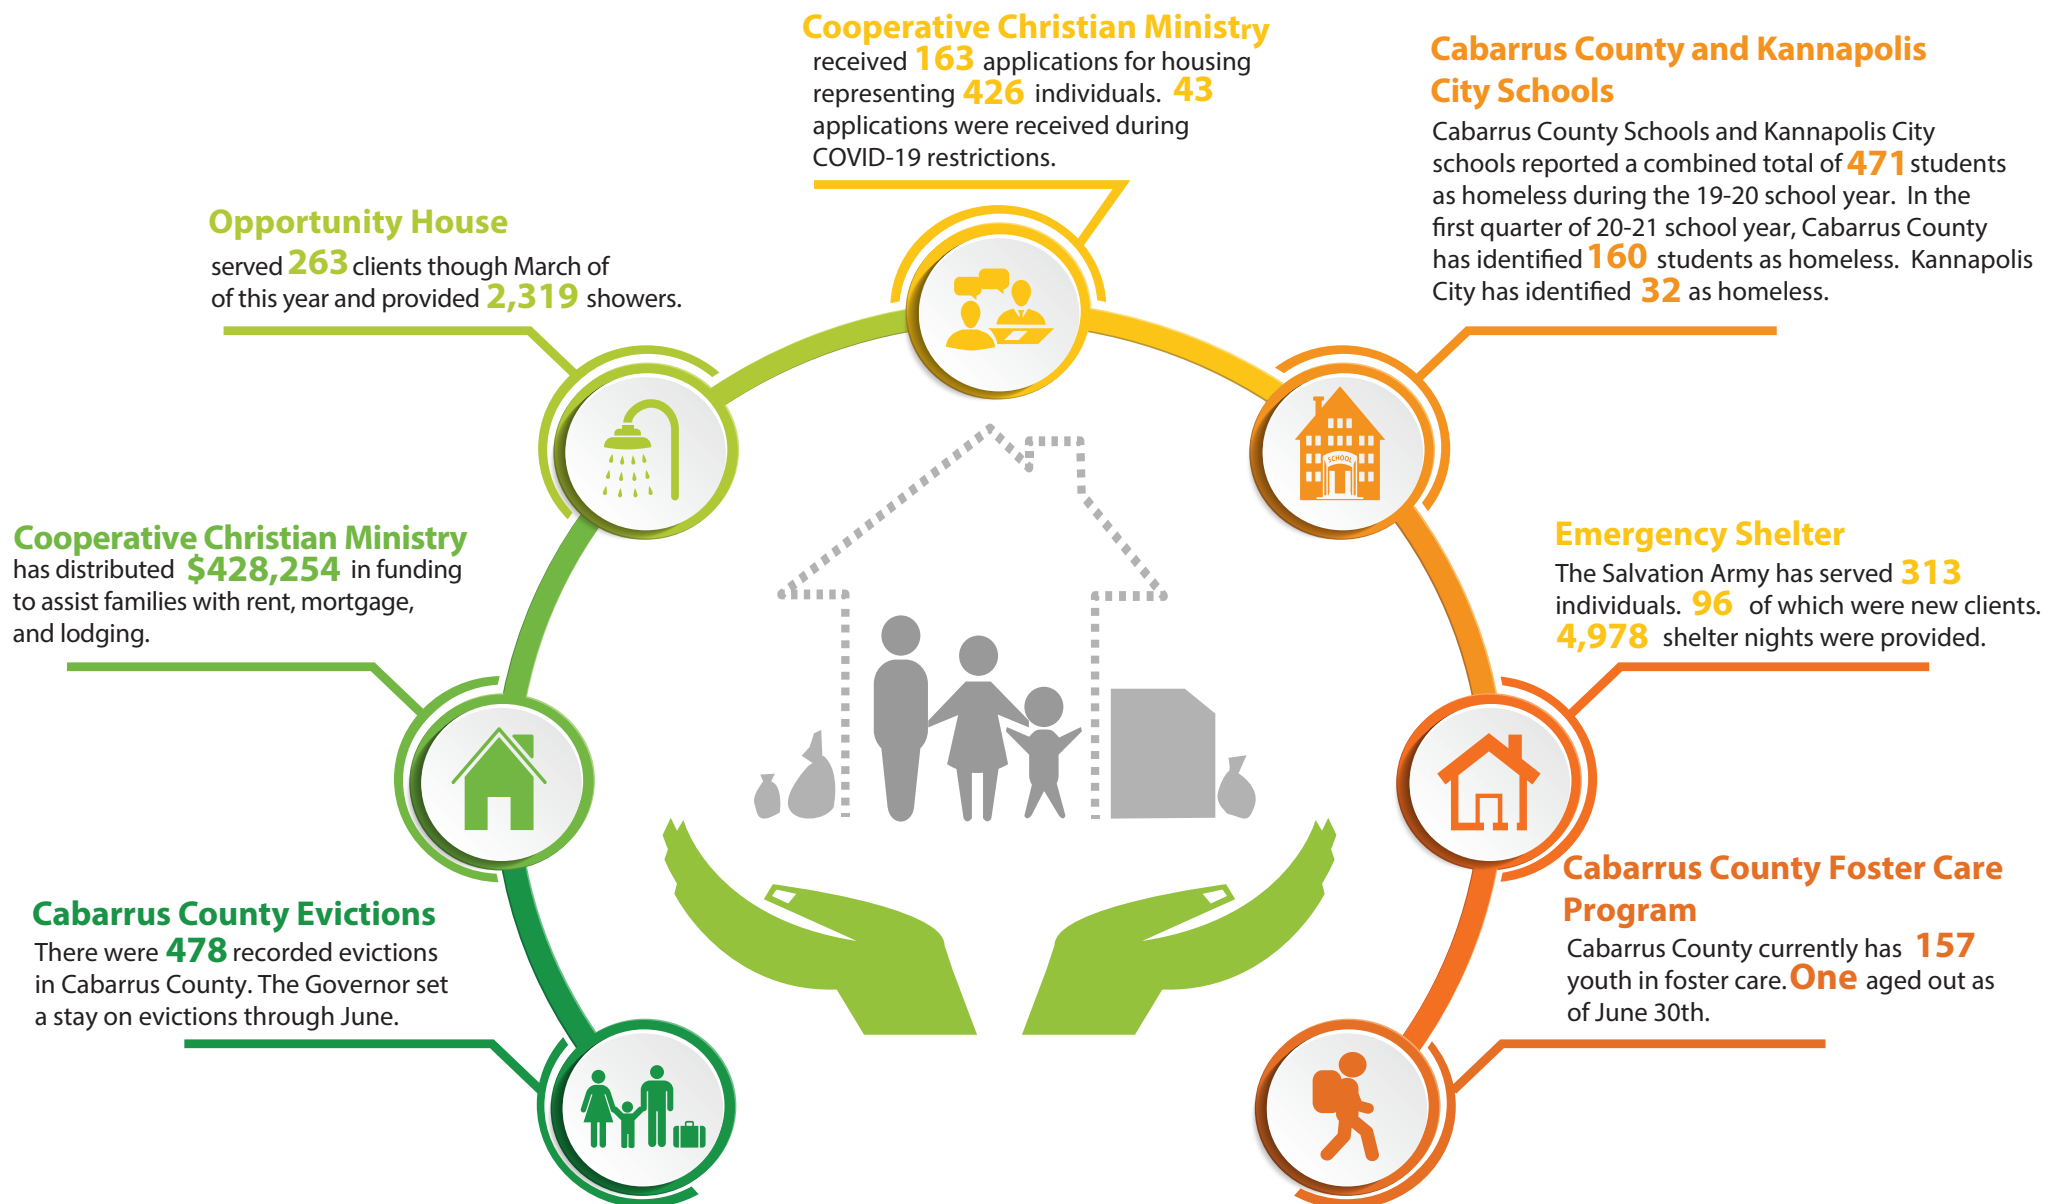 Cooperative Christian Ministry
received 163 applications for housing
representing 426 individuals. 43
applications were received during
COVID-19 restrictions.
Cabarrus County and Kannapolis
City Schools
Cabarrus County Schools and Kannapolis City
schools reported a combined total of 471 students
as homeless during the 19-20 school year. In the
first quarter of 20-21 school year, Cabarrus County
has identified 160 students as homeless. Kannapolis
City has identified 32 as homeless.
Opportunity House
served 263 clients though March of
of this year and provided 2,319 showers.
SCHOOL
Cooperative Christian Ministry
has distributed $428,254 in funding
to assist families with rent, mortgage,
and lodging.
Emergency Shelter
The Salvation Army has served 313
individuals. 96 of which were new clients.
4,978 shelter nights were provided.
Cabarrus County Evictions
There were 478 recorded evictions
in Cabarrus County. The Governor set
a stay on evictions through June.
Cabarrus County Foster Care
Program
Cabarrus County currently has 157
youth in foster care. One aged out as
of June 30th.